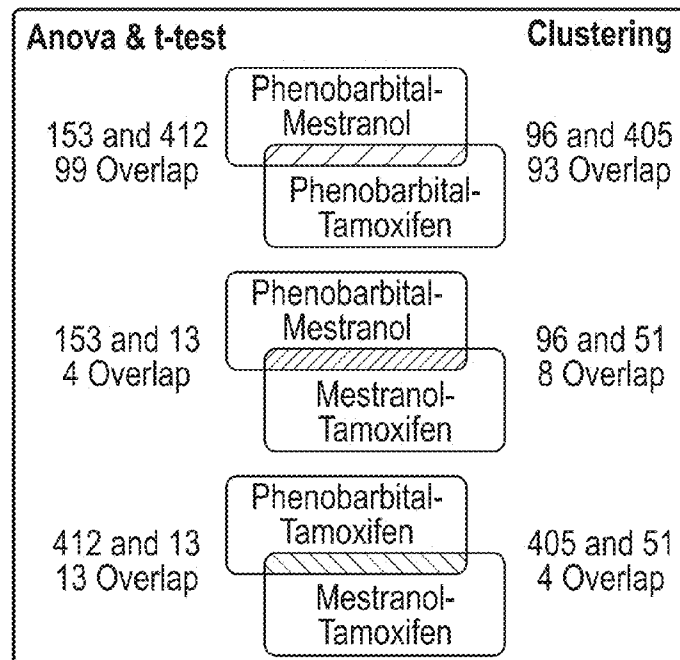 Anova & t-test
Clustering
153 and 412
99 Overlap
Phenobarbital-
Mestranol
Phenobarbital-
Tamoxifen
96 and 405
93 Overlap
153 and 13
4 Overlap
Phenobarbital-
Mestranol
Mestranol-
Tamoxifen
96 and 51
8 Overlap
412 and 13
13 Overlap
Phenobarbital-
Tamoxifen
Mestranol-
Tamoxifen
405 and 51
4 Overlap